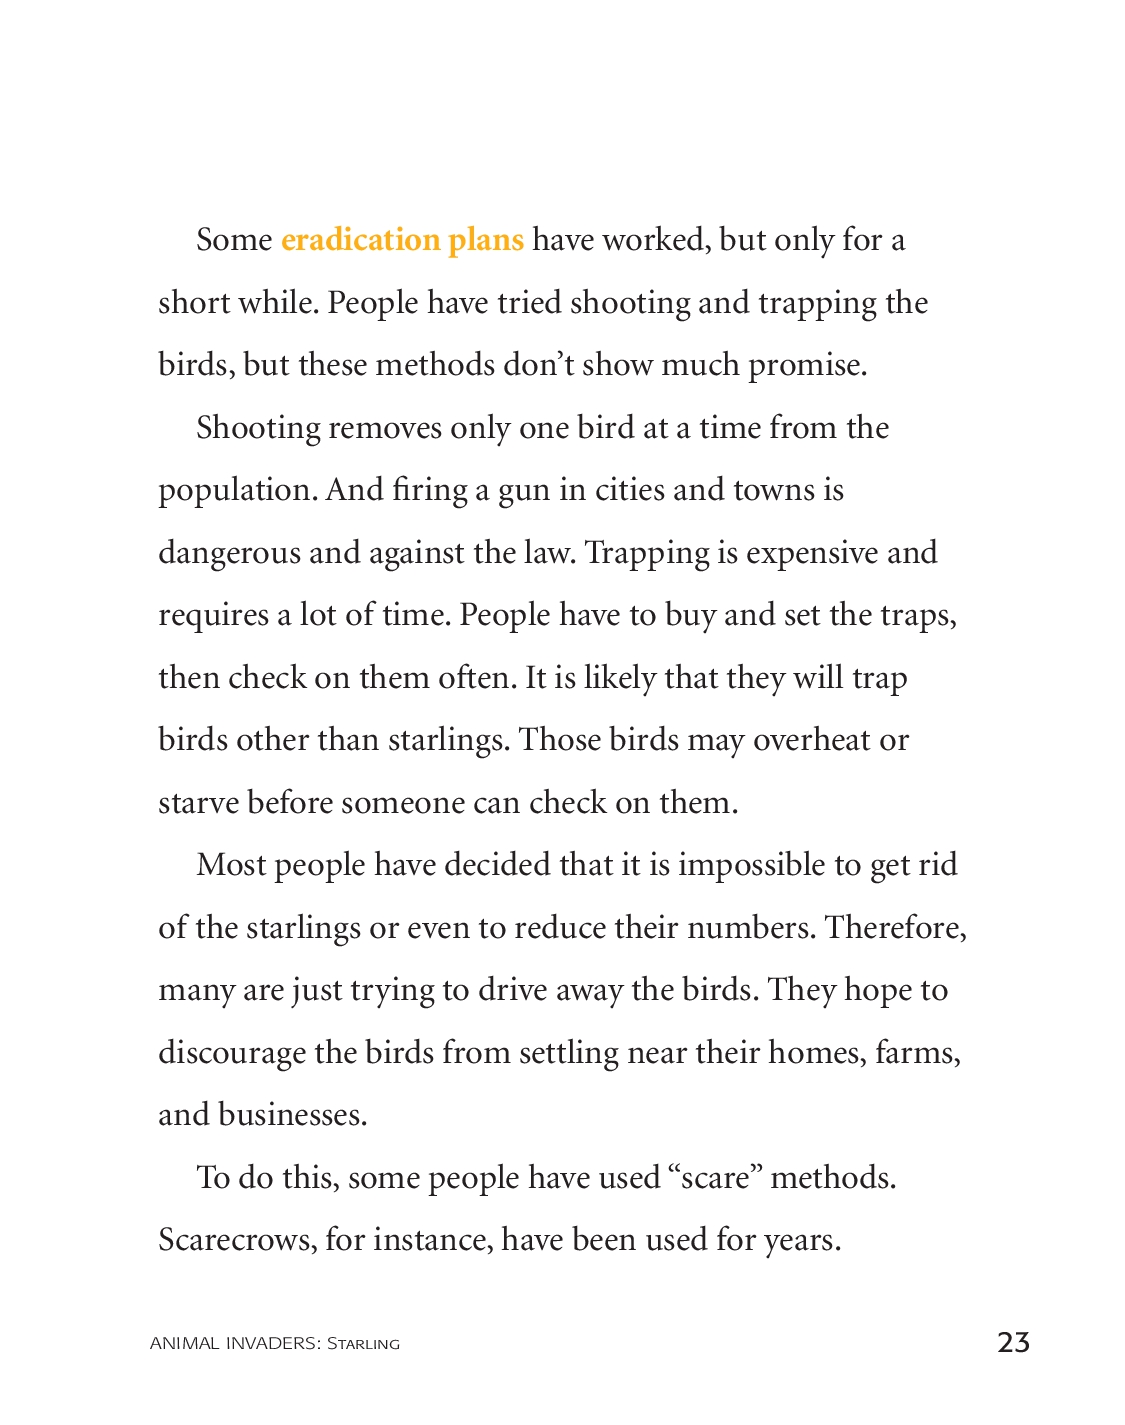 Some eradication plans have worked, but only for a
short while. People have tried shooting and trapping the
birds, but these methods don’t show much promise.
Shooting removes only one bird at a time from the
population. And firing a gun in cities and towns is
dangerous and against the law. Trapping is expensive and
requires a lot of time. People have to buy and set the traps,
then check on them often. It is likely that they will trap
birds other than starlings. Those birds may overheat or
starve before someone can check on them.
Most people have decided that it is impossible to get rid
of the starlings or even to reduce their numbers. Therefore,
many are just trying to drive away the birds. They hope to
discourage the birds from settling near their homes, farms,
and businesses.
To do this, some people have used “scare” methods.
Scarecrows, for instance, have been used for years.
ANIMAL INVADERS: Starling 23